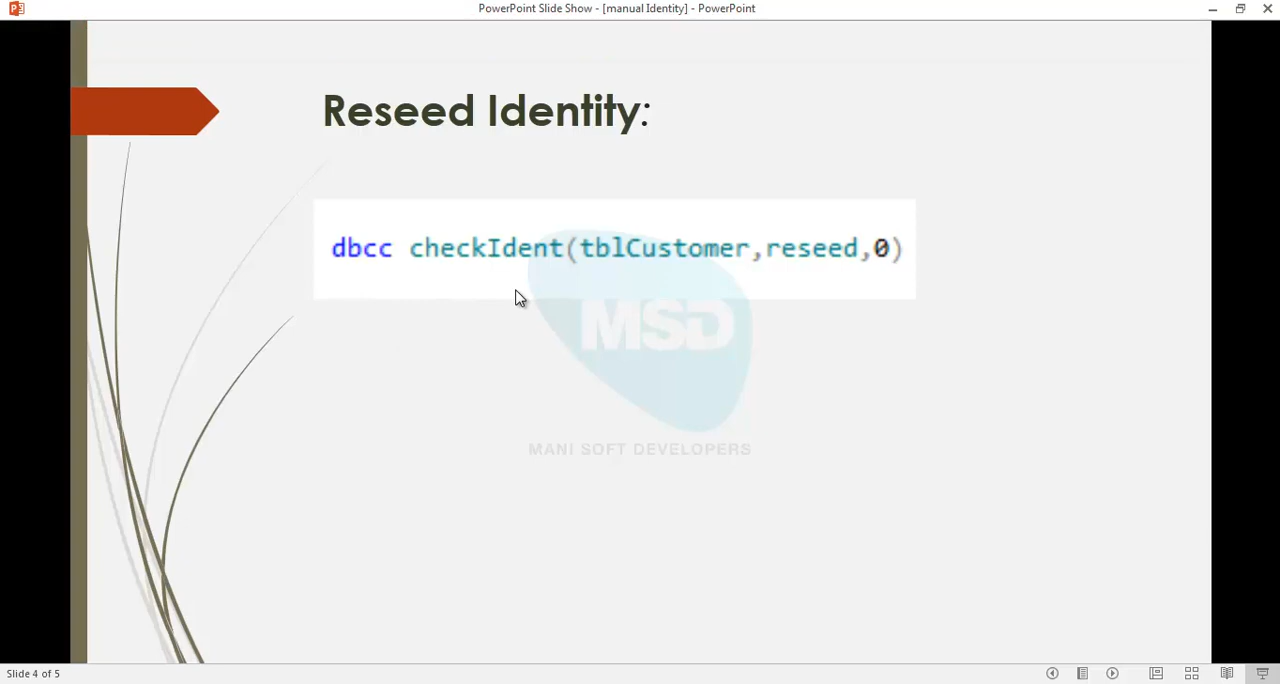 PowerPoint Slide Show - [manual Identity] - PowerPoint
Reseed Identity:
dbcc checkIdent(tblCustomer,reseed,0)
MSD
MANI SOFT DEVELOPERS
Slide 4 of 5